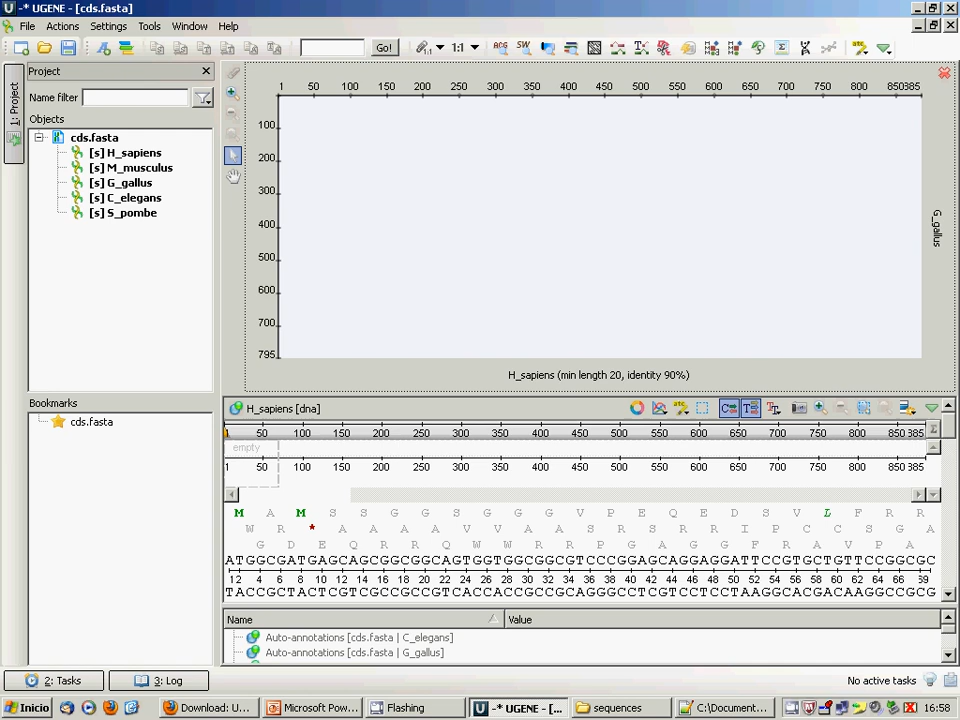 -* UGENE - [cds.fasta]
File Actions Settings Tools Window Help
Go! 1:1
1: Project
Project
Name filter
Objects
cds.fasta
[s] H_sapiens
[s] M_musculus
[s] G_gallus
[s] C_elegans
[s] S_pombe
Bookmarks
cds.fasta
1 50 100 150 200 250 300 350 400 450 500 550 600 650 700 750 800 850885
100
200
300
400
500
600
700
795
G_gallus
H_sapiens (min length 20, identity 90%)
H_sapiens [dna]
1 50 100 150 200 250 300 350 400 450 500 550 600 650 700 750 800 850 885
empty
1 50 100 150 200 250 300 350 400 450 500 550 600 650 700 750 800 850 885
M A M S S G G S G G G V P E Q E D S V L F R R
W R * A A A A V V A A S R S R R I P C C S G A
G D E Q R R Q W W R R P G A G G F R A V P A
ATGGCGATGAGCAGCGGCGGCAGTGGTGGCGGCGTCCCGGAGCAGGAGGATTCCGTGCTGTTCCGGCGC
12 4 6 8 10 12 14 16 18 20 22 24 26 28 30 32 34 36 38 40 42 44 46 48 50 52 54 56 58 60 62 64 66 69
TACCGCTACTCGTCGCCGCCGTCACCACCGCCGCAGGGCCTCGTCCTCCTAAGGCACGACAAGGCCGCG
Name Value
Auto-annotations [cds.fasta | C_elegans]
Auto-annotations [cds.fasta | G_gallus]
2: Tasks 3: Log No active tasks
Inicio Download: U... Microsoft Pow... Flashing -* UGENE - [... sequences C:\Document... 16:58